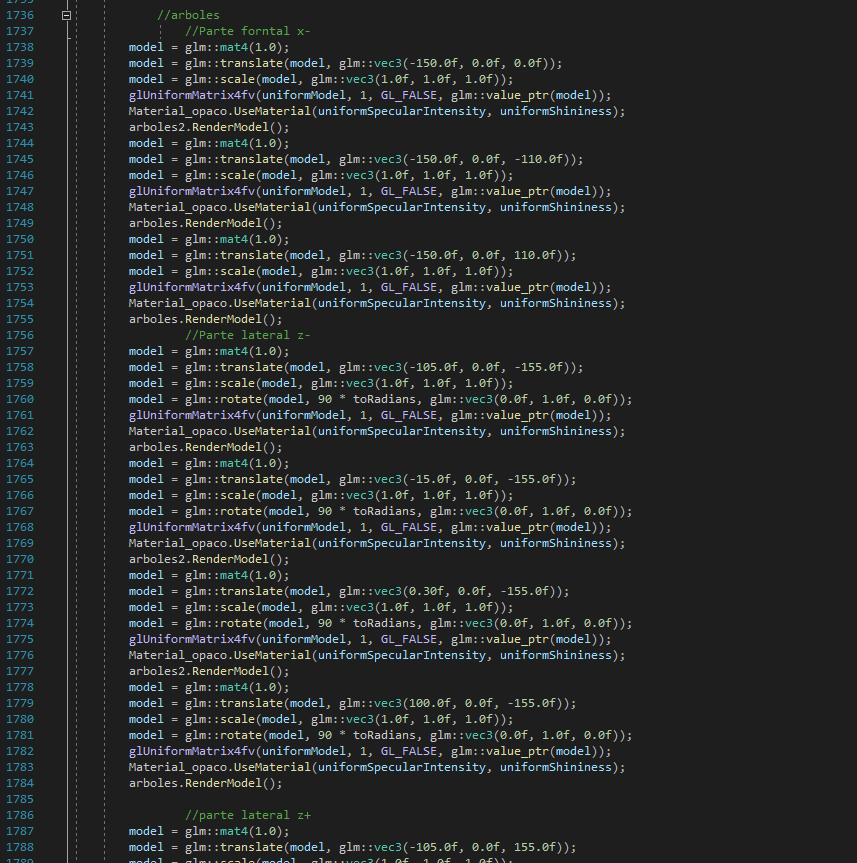 1736 //arboles
1737 //Parte forntal x-
1738 model = glm::mat4(1.0);
1739 model = glm::translate(model, glm::vec3(-150.0f, 0.0f, 0.0f));
1740 model = glm::scale(model, glm::vec3(1.0f, 1.0f, 1.0f));
1741 glUniformMatrix4fv(uniformModel, 1, GL_FALSE, glm::value_ptr(model));
1742 Material_opaco.UseMaterial(uniformSpecularIntensity, uniformShininess);
1743 arboles2.RenderModel();
1744 model = glm::mat4(1.0);
1745 model = glm::translate(model, glm::vec3(-150.0f, 0.0f, -110.0f));
1746 model = glm::scale(model, glm::vec3(1.0f, 1.0f, 1.0f));
1747 glUniformMatrix4fv(uniformModel, 1, GL_FALSE, glm::value_ptr(model));
1748 Material_opaco.UseMaterial(uniformSpecularIntensity, uniformShininess);
1749 arboles.RenderModel();
1750 model = glm::mat4(1.0);
1751 model = glm::translate(model, glm::vec3(-150.0f, 0.0f, 110.0f));
1752 model = glm::scale(model, glm::vec3(1.0f, 1.0f, 1.0f));
1753 glUniformMatrix4fv(uniformModel, 1, GL_FALSE, glm::value_ptr(model));
1754 Material_opaco.UseMaterial(uniformSpecularIntensity, uniformShininess);
1755 arboles.RenderModel();
1756 //Parte lateral z-
1757 model = glm::mat4(1.0);
1758 model = glm::translate(model, glm::vec3(-105.0f, 0.0f, -155.0f));
1759 model = glm::scale(model, glm::vec3(1.0f, 1.0f, 1.0f));
1760 model = glm::rotate(model, 90 * toRadians, glm::vec3(0.0f, 1.0f, 0.0f));
1761 glUniformMatrix4fv(uniformModel, 1, GL_FALSE, glm::value_ptr(model));
1762 Material_opaco.UseMaterial(uniformSpecularIntensity, uniformShininess);
1763 arboles.RenderModel();
1764 model = glm::mat4(1.0);
1765 model = glm::translate(model, glm::vec3(-15.0f, 0.0f, -155.0f));
1766 model = glm::scale(model, glm::vec3(1.0f, 1.0f, 1.0f));
1767 model = glm::rotate(model, 90 * toRadians, glm::vec3(0.0f, 1.0f, 0.0f));
1768 glUniformMatrix4fv(uniformModel, 1, GL_FALSE, glm::value_ptr(model));
1769 Material_opaco.UseMaterial(uniformSpecularIntensity, uniformShininess);
1770 arboles2.RenderModel();
1771 model = glm::mat4(1.0);
1772 model = glm::translate(model, glm::vec3(0.30f, 0.0f, -155.0f));
1773 model = glm::scale(model, glm::vec3(1.0f, 1.0f, 1.0f));
1774 model = glm::rotate(model, 90 * toRadians, glm::vec3(0.0f, 1.0f, 0.0f));
1775 glUniformMatrix4fv(uniformModel, 1, GL_FALSE, glm::value_ptr(model));
1776 Material_opaco.UseMaterial(uniformSpecularIntensity, uniformShininess);
1777 arboles2.RenderModel();
1778 model = glm::mat4(1.0);
1779 model = glm::translate(model, glm::vec3(100.0f, 0.0f, -155.0f));
1780 model = glm::scale(model, glm::vec3(1.0f, 1.0f, 1.0f));
1781 model = glm::rotate(model, 90 * toRadians, glm::vec3(0.0f, 1.0f, 0.0f));
1782 glUniformMatrix4fv(uniformModel, 1, GL_FALSE, glm::value_ptr(model));
1783 Material_opaco.UseMaterial(uniformSpecularIntensity, uniformShininess);
1784 arboles.RenderModel();
1785
1786 //parte lateral z+
1787 model = glm::mat4(1.0);
1788 model = glm::translate(model, glm::vec3(-105.0f, 0.0f, 155.0f));